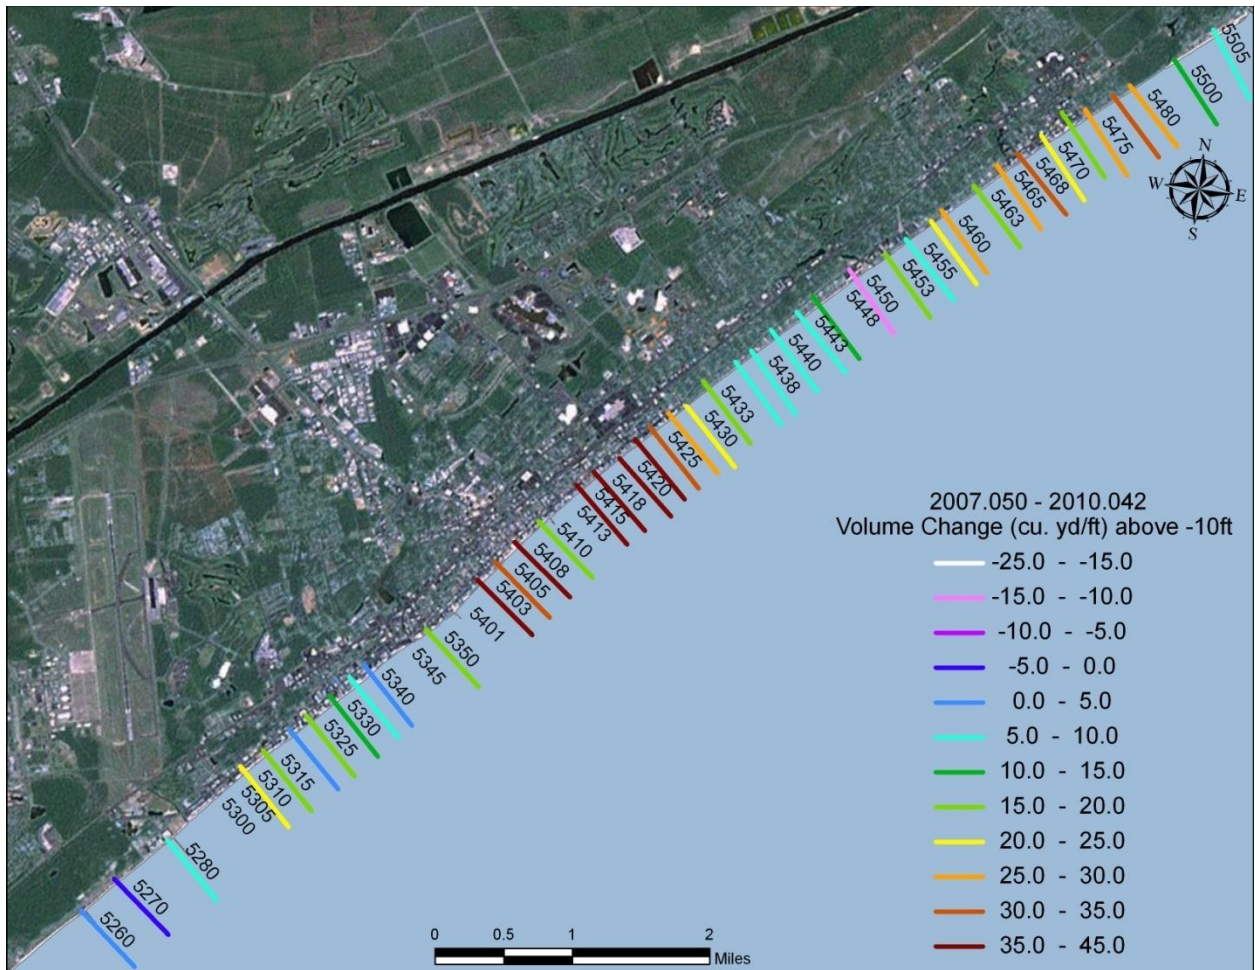 5505
5500
5480
5475
5470
5468
5465
5463
5460
5455
5453
5450
5448
5443
5440
5438
5433
5430
5425
5420
5418
5415
5413
5410
5408
5405
5403
5401
5350
5345
5340
5330
5325
5315
5310
5305
5300
5280
5270
5260
N
W
E
S
2007.050 - 2010.042
Volume Change (cu. yd/ft) above -10ft
-25.0 - -15.0
-15.0 - -10.0
-10.0 - -5.0
-5.0 - 0.0
0.0 - 5.0
5.0 - 10.0
10.0 - 15.0
15.0 - 20.0
20.0 - 25.0
25.0 - 30.0
30.0 - 35.0
35.0 - 45.0
0 0.5 1 2
Miles